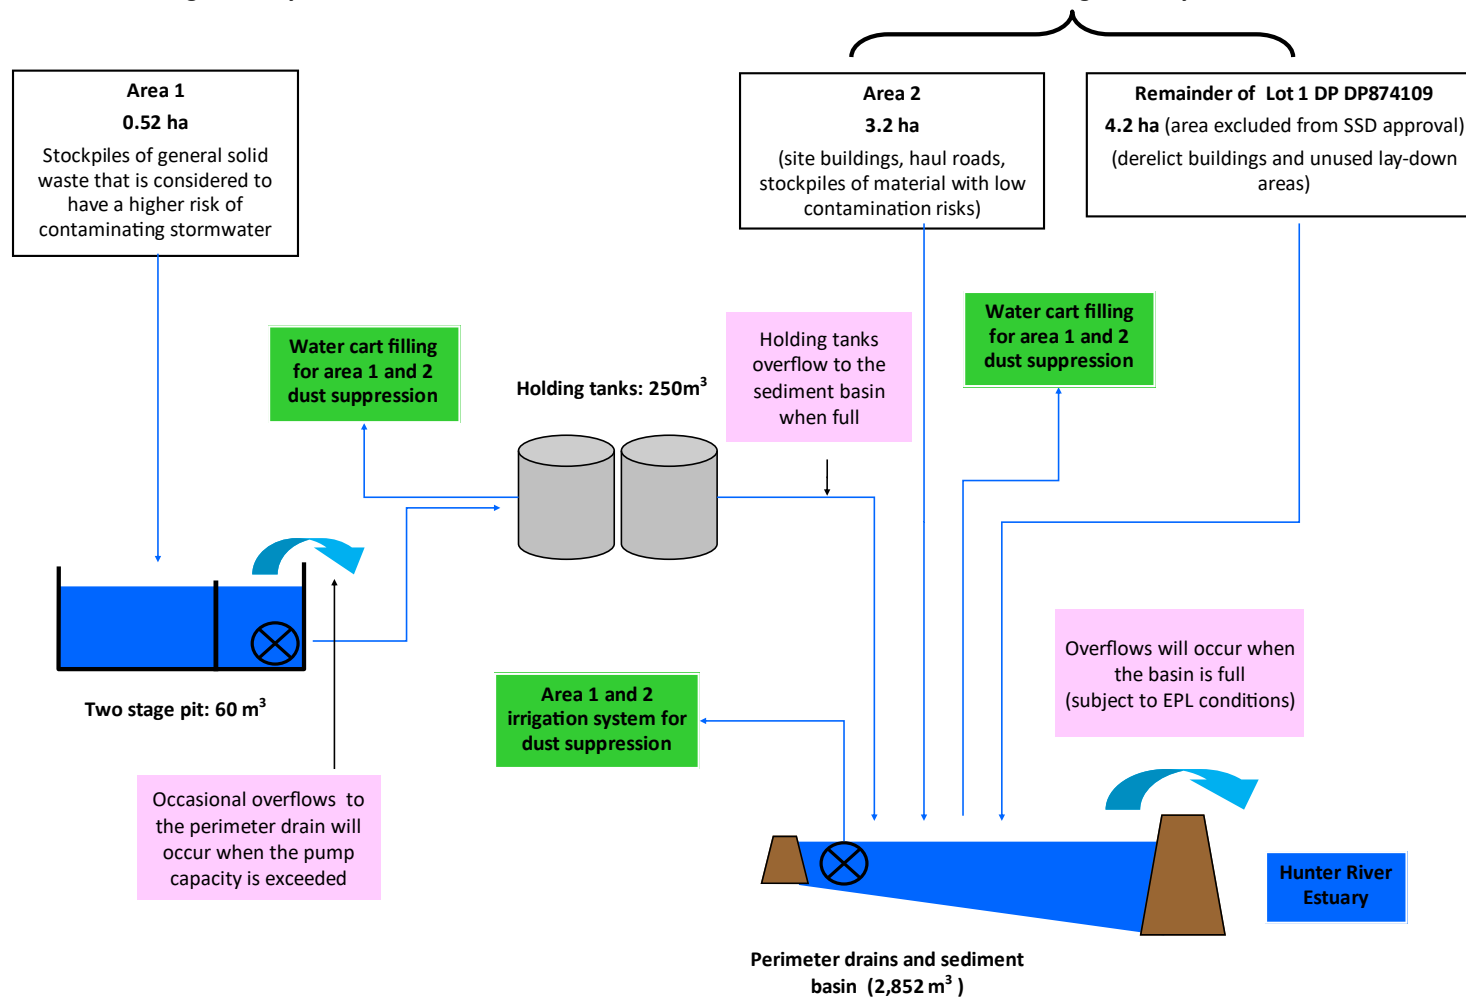 Area 1
0.52 ha
Stockpiles of general solid
waste that is considered to
have a higher risk of
contaminating stormwater
Area 2
3.2 ha
(site buildings, haul roads,
stockpiles of material with low
contamination risks)
Remainder of Lot 1 DP DP874109
4.2 ha (area excluded from SSD approval)
(derelict buildings and unused lay-down
areas)
Water cart filling
for area 1 and 2
dust suppression
Holding tanks: 250m³
Holding tanks
overflow to the
sediment basin
when full
Water cart filling
for area 1 and 2
dust suppression
Two stage pit: 60 m³
Area 1 and 2
irrigation system for
dust suppression
Overflows will occur when
the basin is full
(subject to EPL conditions)
Occasional overflows to
the perimeter drain will
occur when the pump
capacity is exceeded
Hunter River
Estuary
Perimeter drains and sediment
basin (2,852 m³ )